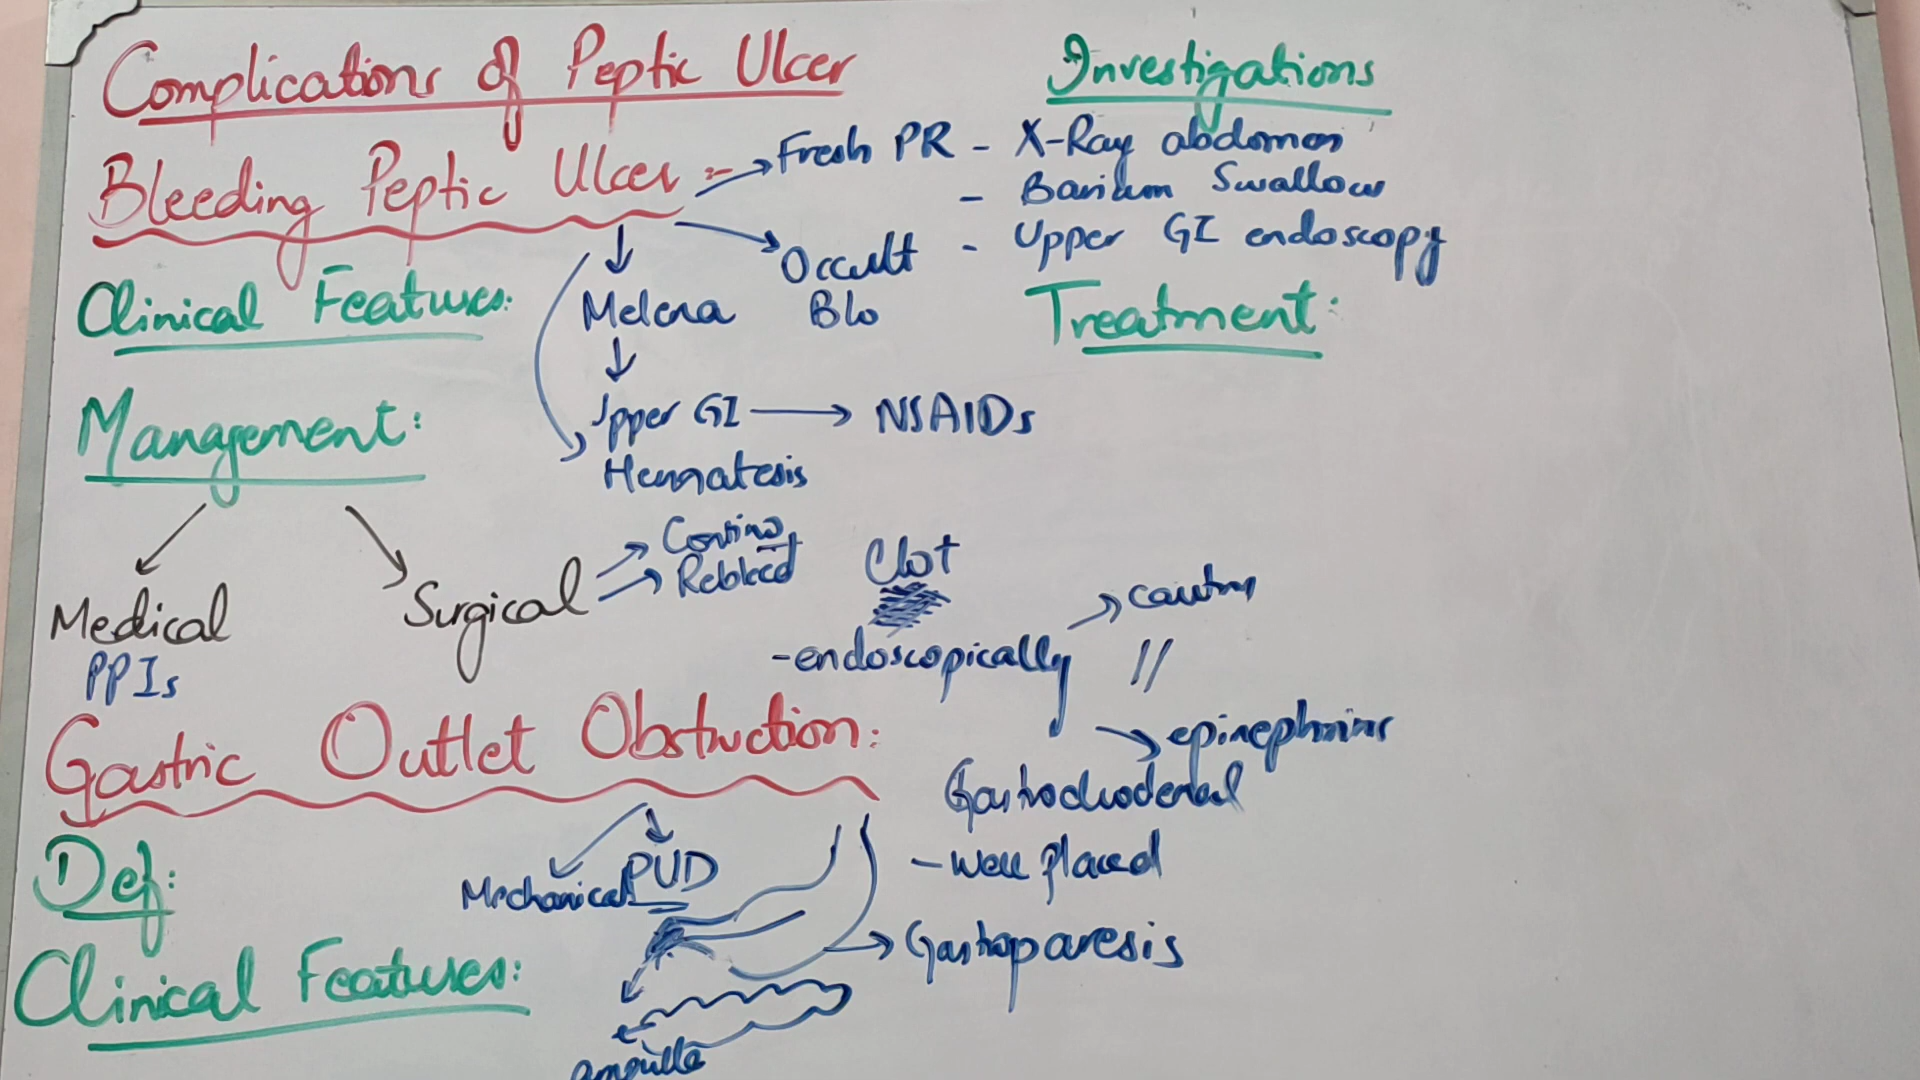 Complications of Peptic Ulcer
Bleeding Peptic Ulcer :-
Fresh PR
Occult
Blo
Clinical Features:
Melena
Upper GI → NSAIDs
Hematesis
Management:
Medical
PPIs
Surgical
Rebleed
Clot
-endoscopically
epinephrine
Gastroduodenal
- well placed
Gastric Outlet Obstruction:
Mechanical
PUD
Gastroparesis
Def:
Clinical Features:
ampulla
Investigations
- X-Ray abdomen
- Barium Swallow
- Upper GI endoscopy
Treatment: